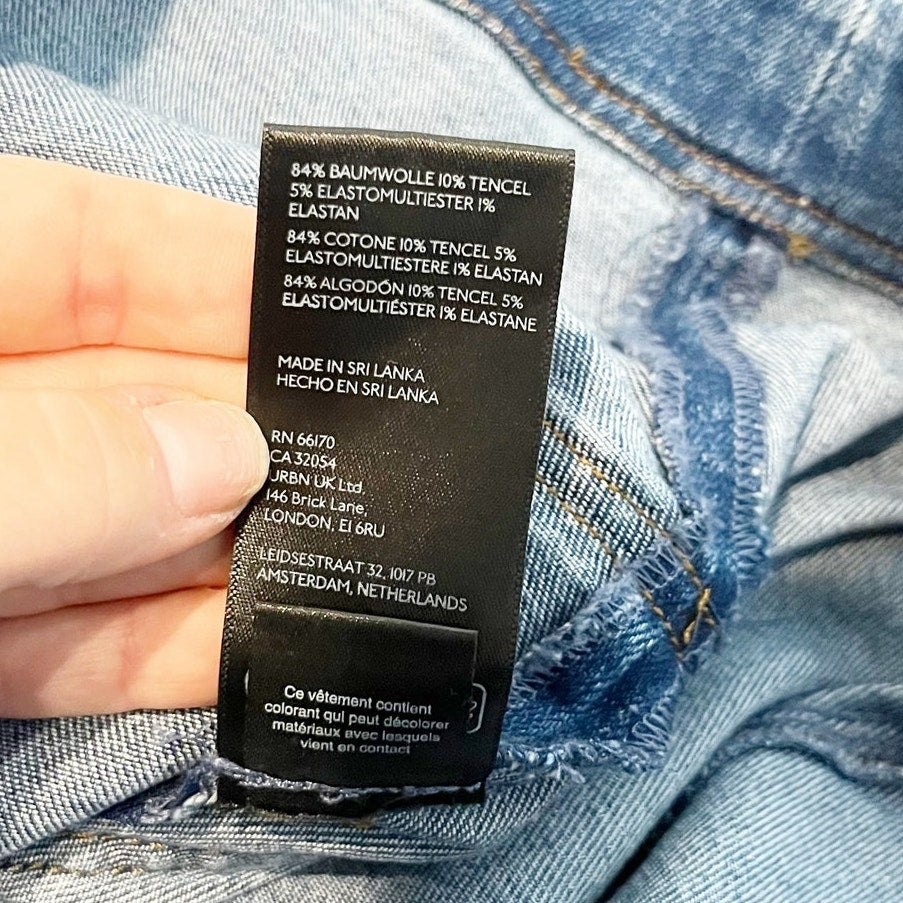 84% BAUMWOLLE 10% TENCEL
5% ELASTOMULTIESTER 1%
ELASTAN
84% COTONE 10% TENCEL 5%
ELASTOMULTIESTERE 1% ELASTAN
84% ALGODÓN 10% TENCEL 5%
ELASTOMULTIÉSTER 1% ELASTANE
MADE IN SRI LANKA
HECHO EN SRI LANKA
RN 66170
CA 32054
URBN UK Ltd.
146 Brick Lane,
LONDON, E1 6RU
LEIDSESTRAAT 32, 1017 PB
AMSTERDAM, NETHERLANDS
Ce vêtement contient
colorant qui peut décolorer
matériaux avec lesquels
vient en contact